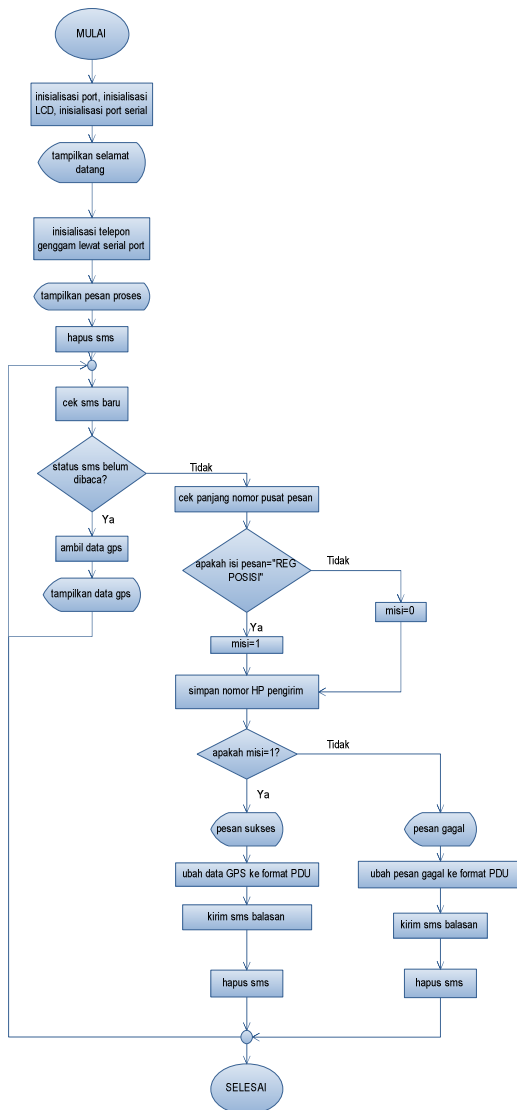 MULAI
inisialisasi port, inisialisasi
LCD, inisialisasi port serial
tampilkan selamat
datang
inisialisasi telepon
genggam lewat serial port
tampilkan pesan proses
hapus sms
cek sms baru
status sms belum
dibaca?
Tidak
Ya
ambil data gps
tampilkan data gps
cek panjang nomor pusat pesan
apakah isi pesan="REG
POSISI"
Tidak
misi=0
Ya
misi=1
simpan nomor HP pengirim
apakah misi=1?
Tidak
Ya
pesan sukses
pesan gagal
ubah data GPS ke format PDU
ubah pesan gagal ke format PDU
kirim sms balasan
kirim sms balasan
hapus sms
hapus sms
SELESAI